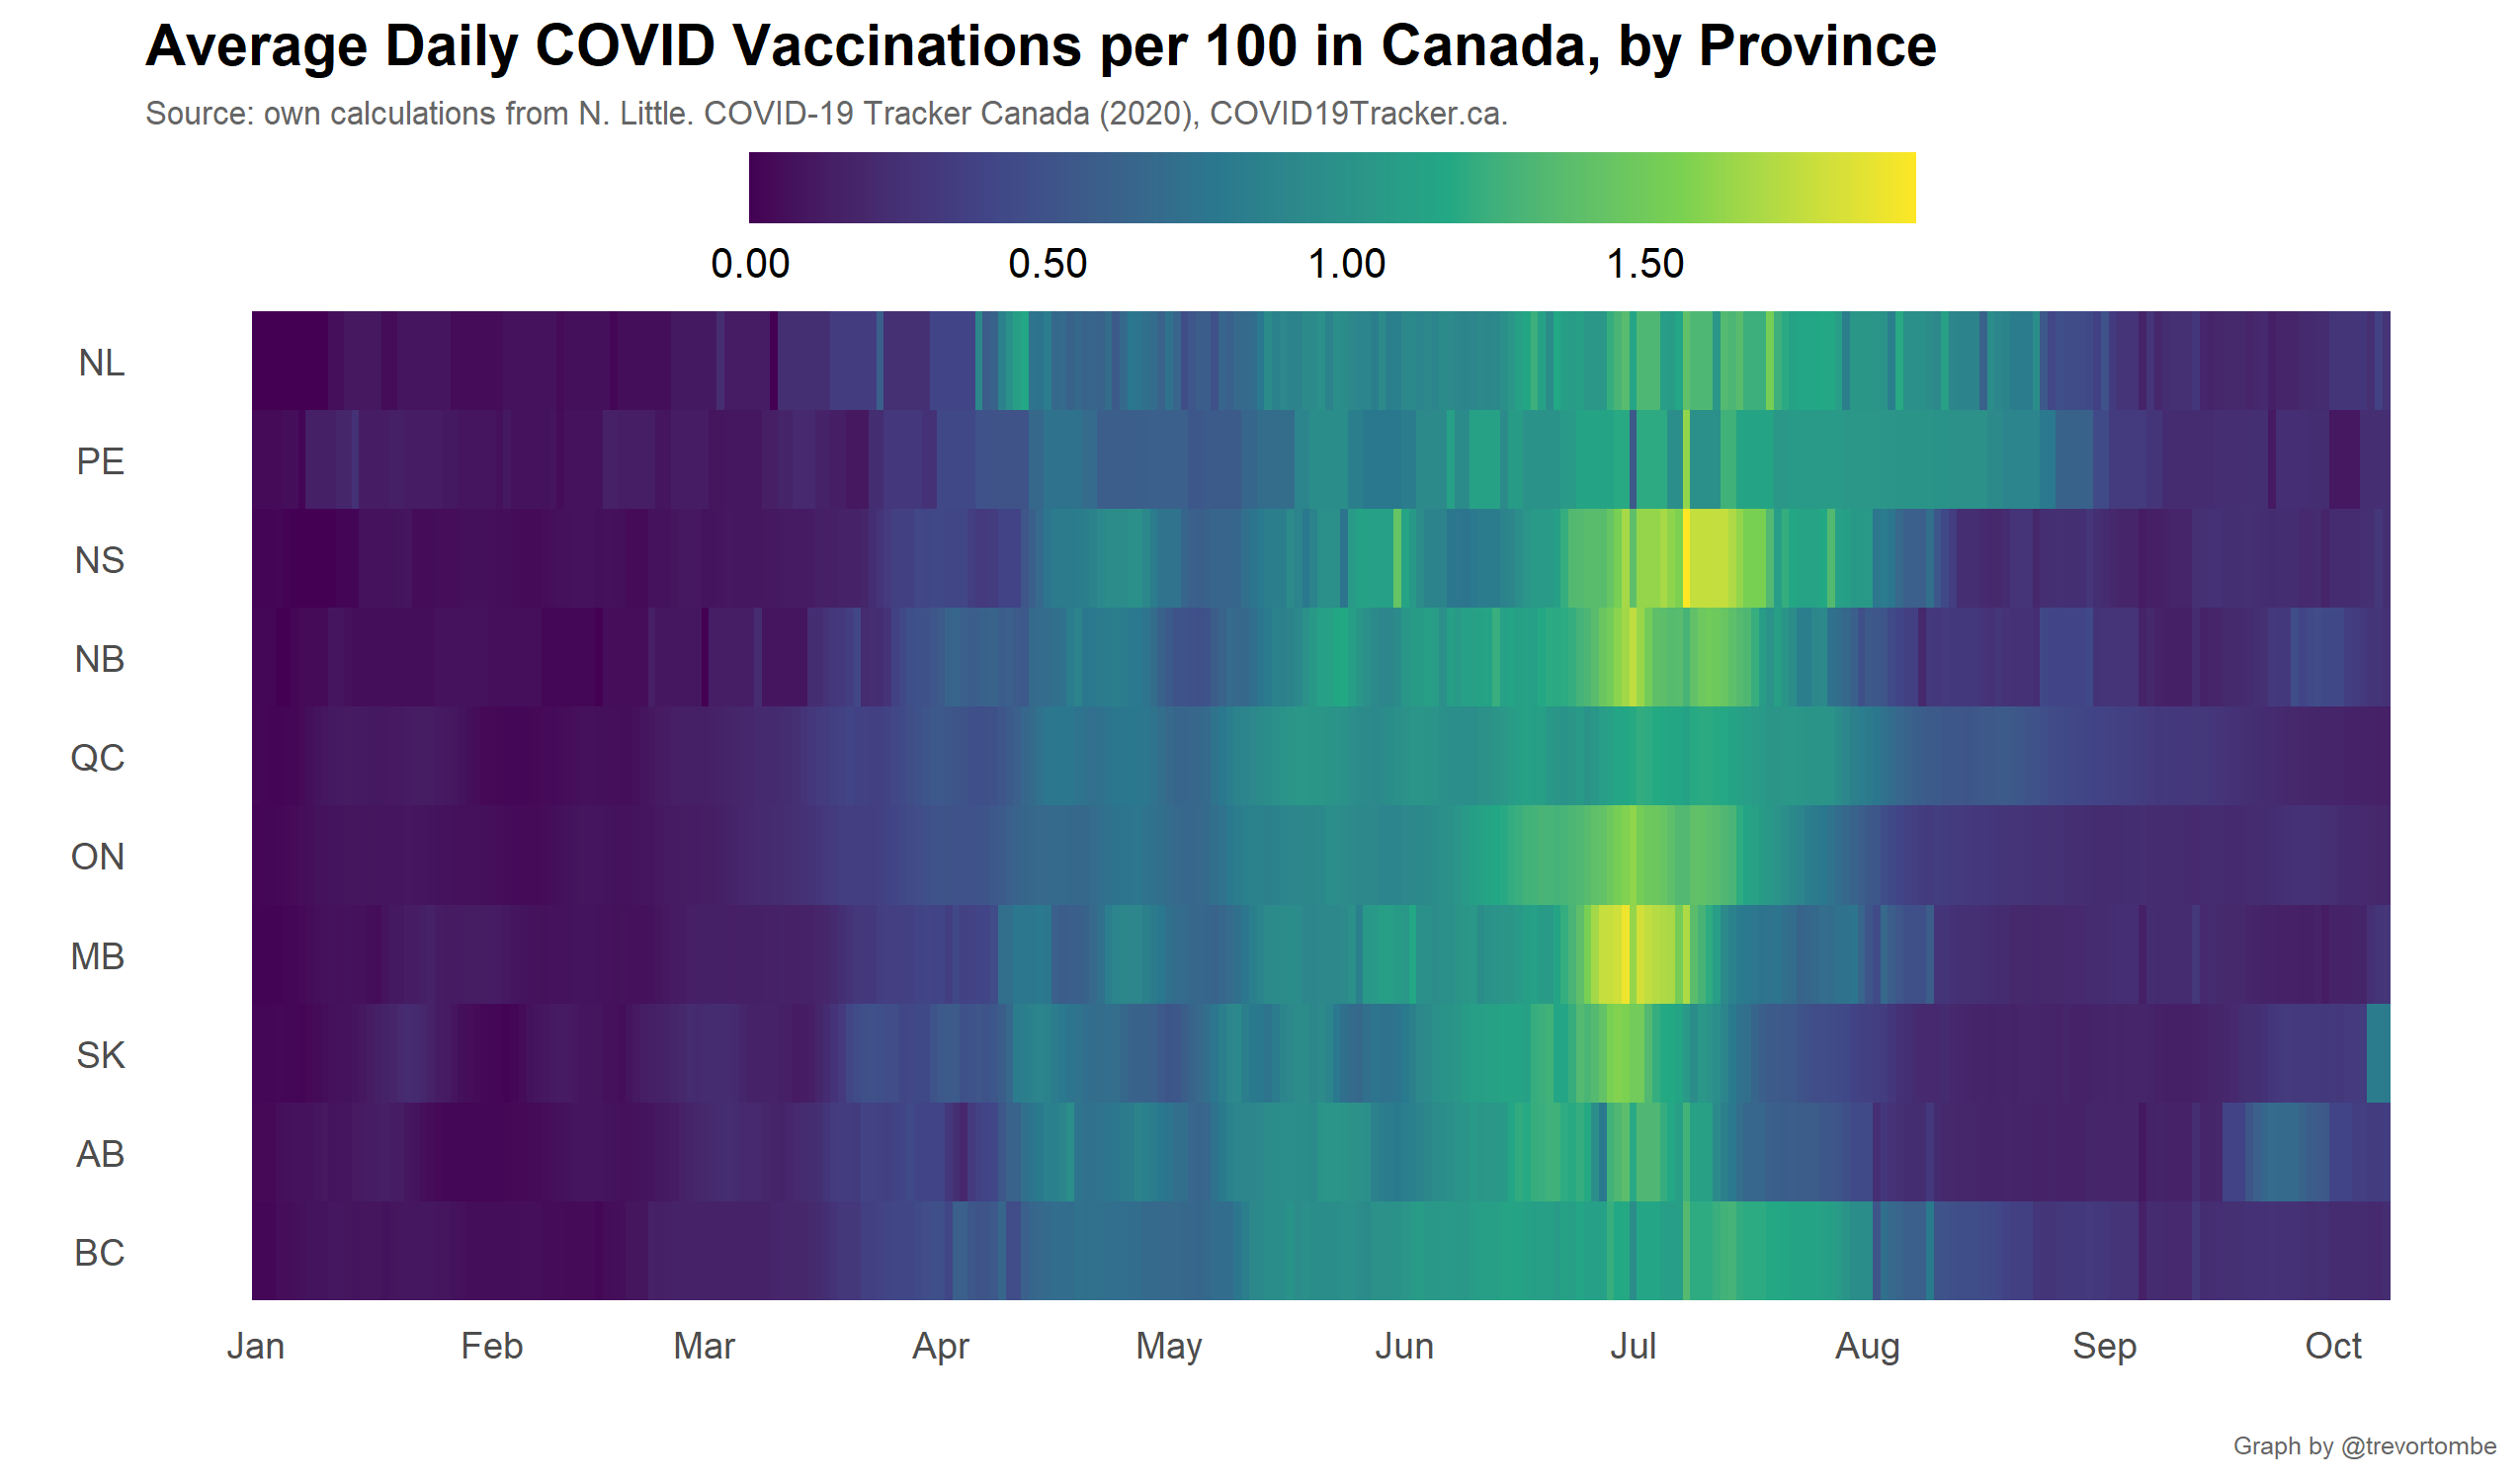 Average Daily COVID Vaccinations per 100 in Canada, by Province
Source: own calculations from N. Little. COVID-19 Tracker Canada (2020), COVID19Tracker.ca.
0.00 0.50 1.00 1.50
NL
PE
NS
NB
QC
ON
MB
SK
AB
BC
Jan Feb Mar Apr May Jun Jul Aug Sep Oct
Graph by @trevortombe